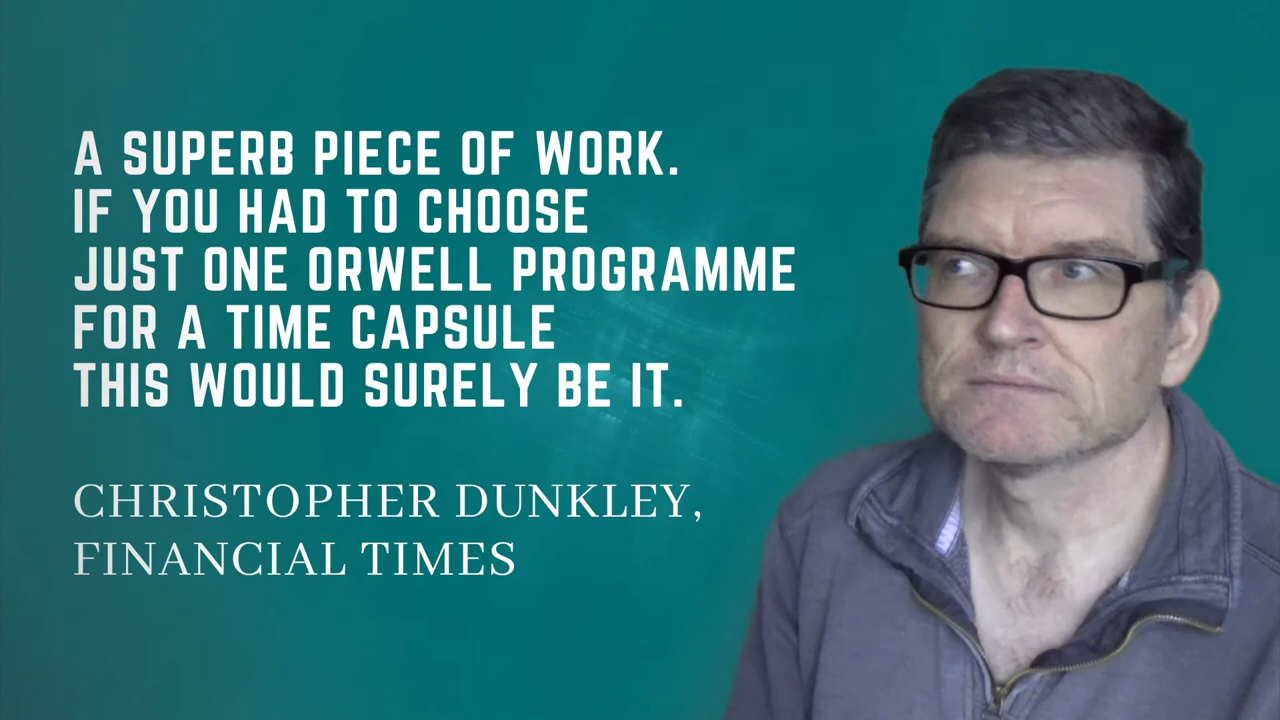 A SUPERB PIECE OF WORK.
IF YOU HAD TO CHOOSE
JUST ONE ORWELL PROGRAMME
FOR A TIME CAPSULE
THIS WOULD SURELY BE IT.
CHRISTOPHER DUNKLEY,
FINANCIAL TIMES